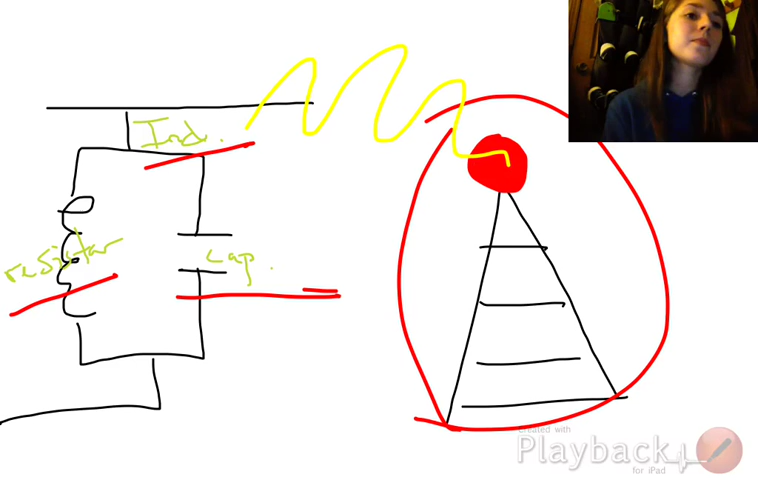 Ind.
resistor
cap.
Created with
Playback
for iPad